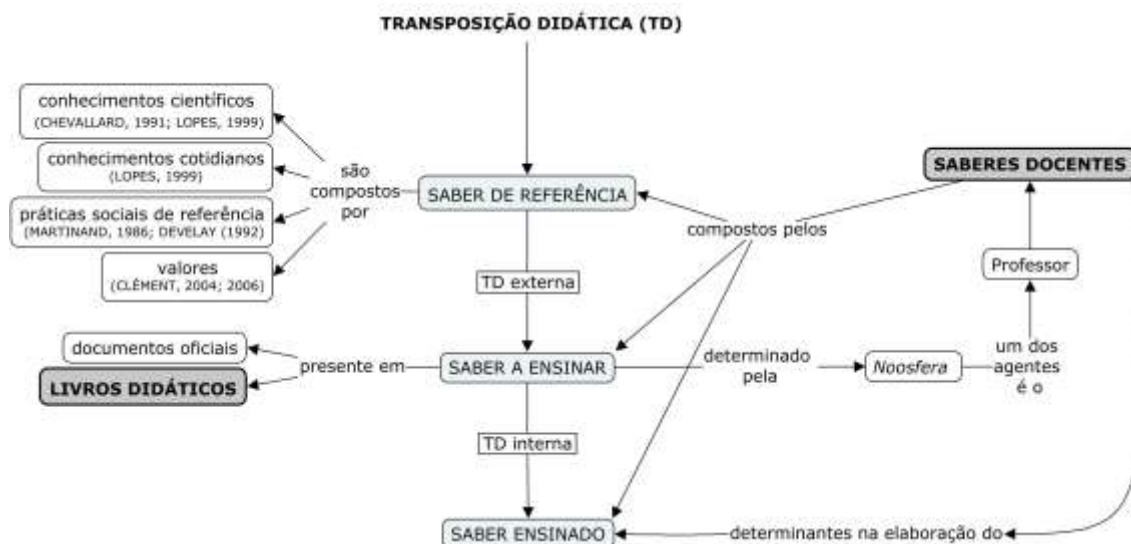 TRANSPOSIÇÃO DIDÁTICA (TD)
conhecimentos científicos
(CHEVALLARD, 1991; LOPES, 1999)
conhecimentos cotidianos
(LOPES, 1999)
práticas sociais de referência
(MARTINAND, 1986; DEVELAY (1992)
valores
(CLÉMENT, 2004; 2006)
são
compostos
por
SABER DE REFERÊNCIA
SABERES DOCENTES
compostos pelos
Professor
TD externa
documentos oficiais
LIVROS DIDÁTICOS
presente em
SABER A ENSINAR
determinado
pela
Noosfera
um dos
agentes
é o
TD interna
SABER ENSINADO
determinantes na elaboração do